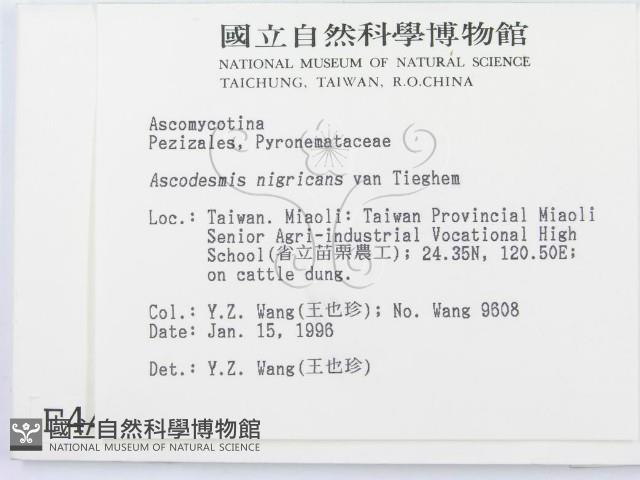 國立自然科學博物館
NATIONAL MUSEUM OF NATURAL SCIENCE
TAICHUNG, TAIWAN, R.O.CHINA
Ascomycotina
Pezizales, Pyronemataceae
Ascodesmis nigricans van Tieghem
Loc.: Taiwan. Miaoli: Taiwan Provincial Miaoli
Senior Agri-industrial Vocational High
School(省立苗栗農工); 24.35N, 120.50E;
on cattle dung.
Col.: Y.Z. Wang(王也珍); No. Wang 9608
Date: Jan. 15, 1996
Det.: Y.Z. Wang(王也珍)
國立自然科學博物館
NATIONAL MUSEUM OF NATURAL SCIENCE